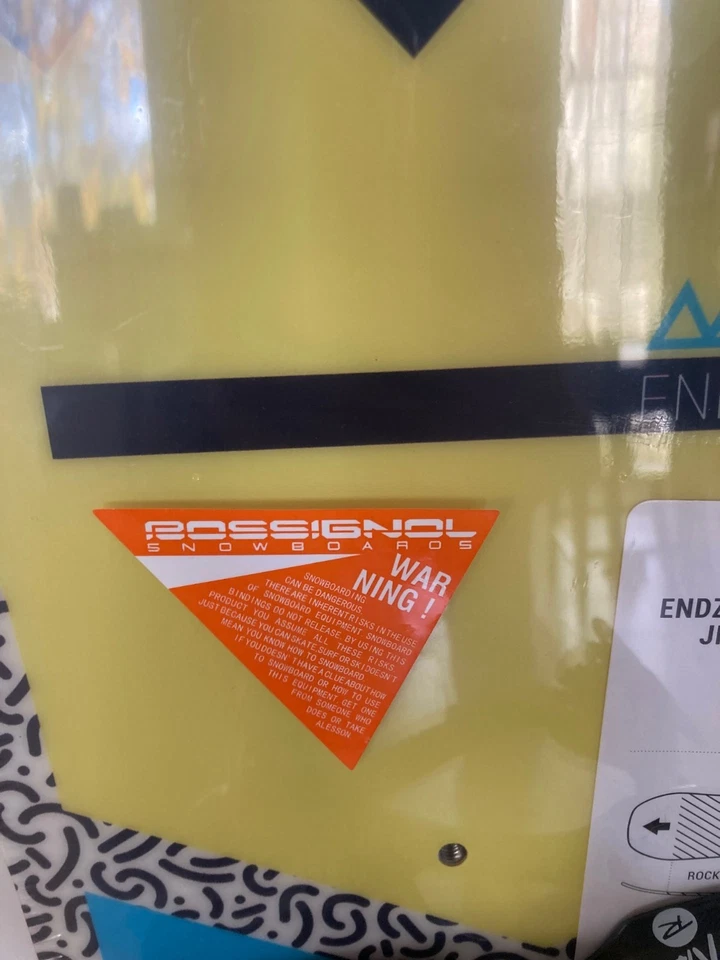 ENI
ROSSIGNOL
SNOWBOARDS
WAR
NING !
SNOWBOARDING
CAN BE DANGEROUS.
THERE ARE INHERENT RISKS IN THE USE
OF SNOWBOARD EQUIPMENT SNOWBOARD
BINDINGS DO NOT RELEASE. BY USING THIS
PRODUCT YOU ASSUME ALL THESE RISKS.
JUST BECAUSE YOU CAN SKATE, SURF OR SKI DOESN'T
MEAN YOU KNOW HOW TO SNOWBOARD.
IF YOU DOESN'T HAVE A CLUE ABOUT HOW
TO SNOWBOARD OR HOW TO USE
THIS EQUIPMENT GET ONE
FROM SOMEONE WHO
DOES OR TAKE
A LESSON.
ENDZ
JI
ROCK
R